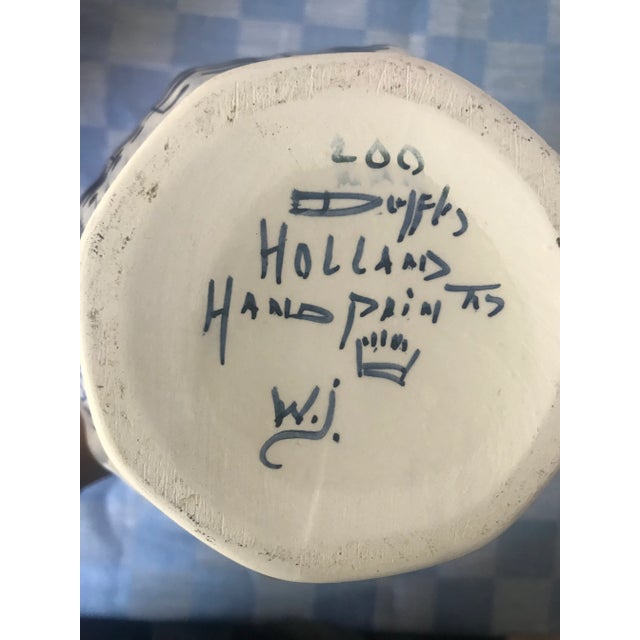 200
Delfts
HOLLAND
HANDPAINTED
W.J.